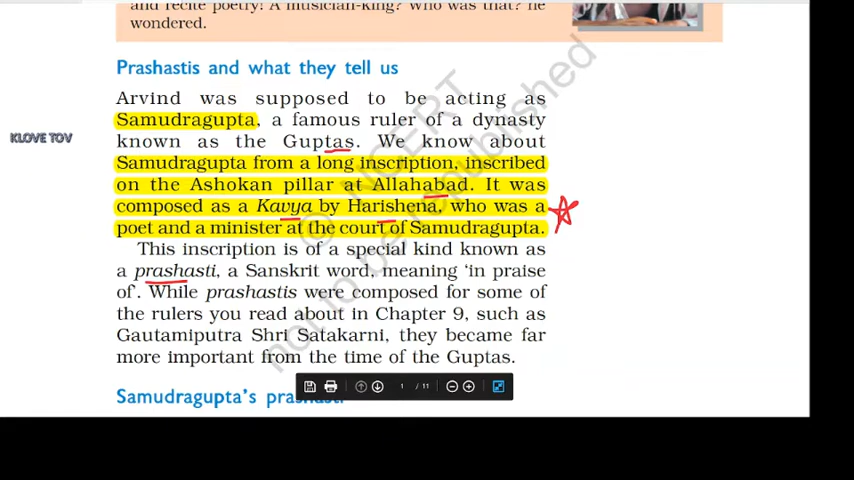 and recite poetry! A musician-king? Who was that? he
wondered.
Prashastis and what they tell us
Arvind was supposed to be acting as
Samudragupta, a famous ruler of a dynasty
known as the Guptas. We know about
KLOVE TOV
Samudragupta from a long inscription, inscribed
on the Ashokan pillar at Allahabad. It was
composed as a Kavya by Harishena, who was a
poet and a minister at the court of Samudragupta.
This inscription is of a special kind known as
a prashasti, a Sanskrit word, meaning ‘in praise
of’. While prashastis were composed for some of
the rulers you read about in Chapter 9, such as
Gautamiputra Shri Satakarni, they became far
more important from the time of the Guptas.
Samudragupta’s prashasti
1 / 11
© NCERT
not to be republished